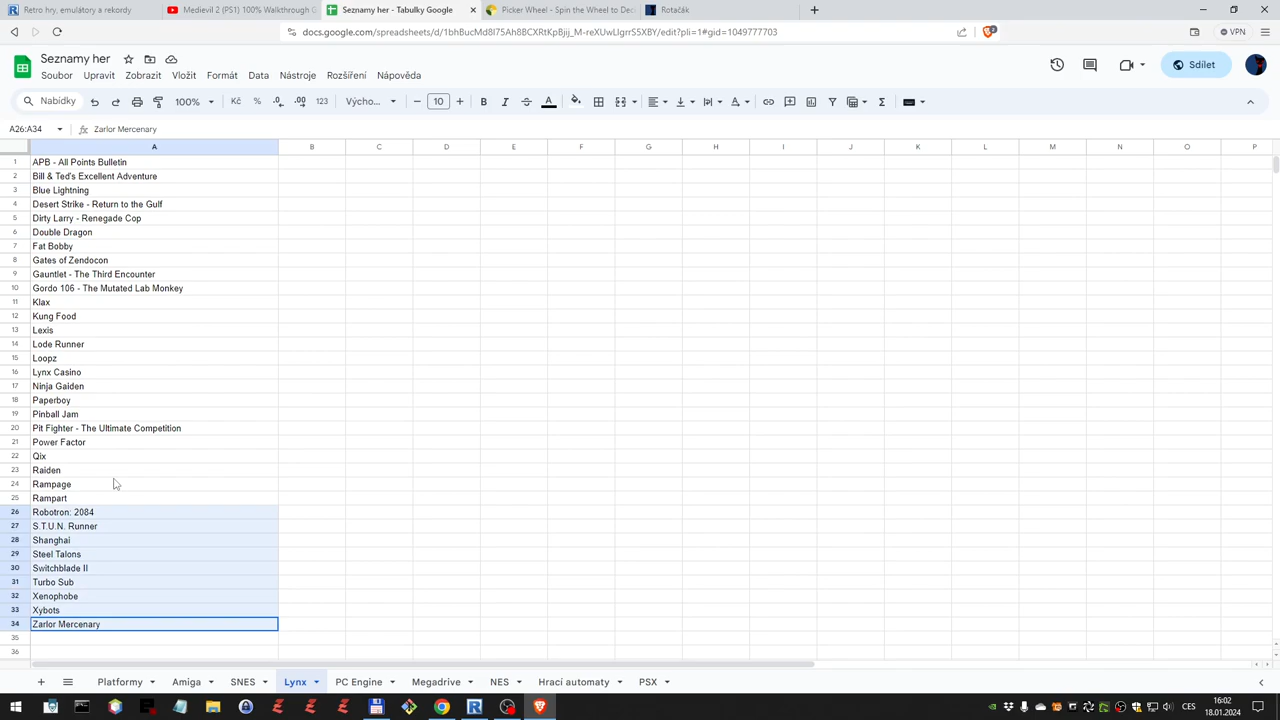 Retro hry, emulátory a rekordy
Medievil 2 (PS1) 100% Walkthrough G
Seznamy her - Tabulky Google
Picker Wheel - Spin the Wheel to Dec
Rotačák
docs.google.com/spreadsheets/d/1bhBucMd8I75Ah8BCXRtKpBjij_M-reXUwLlgrrS5XBY/edit?pli=1#gid=1049777703
VPN
Seznamy her
Soubor Upravit Zobrazit Vložit Formát Data Nástroje Rozšíření Nápověda
Sdílet
Nabídky 100% Kč % .0 .00 123 Výcho... 10 B I A
A26:A34 fx Zarlor Mercenary
A B C D E F G H I J K L M N O P
1 APB - All Points Bulletin
2 Bill & Ted's Excellent Adventure
3 Blue Lightning
4 Desert Strike - Return to the Gulf
5 Dirty Larry - Renegade Cop
6 Double Dragon
7 Fat Bobby
8 Gates of Zendocon
9 Gauntlet - The Third Encounter
10 Gordo 106 - The Mutated Lab Monkey
11 Klax
12 Kung Food
13 Lexis
14 Lode Runner
15 Loopz
16 Lynx Casino
17 Ninja Gaiden
18 Paperboy
19 Pinball Jam
20 Pit Fighter - The Ultimate Competition
21 Power Factor
22 Qix
23 Raiden
24 Rampage
25 Rampart
26 Robotron: 2084
27 S.T.U.N. Runner
28 Shanghai
29 Steel Talons
30 Switchblade II
31 Turbo Sub
32 Xenophobe
33 Xybots
34 Zarlor Mercenary
35
36
Platformy Amiga SNES Lynx PC Engine Megadrive NES Hrací automaty PSX
CES
16:02
18.01.2024